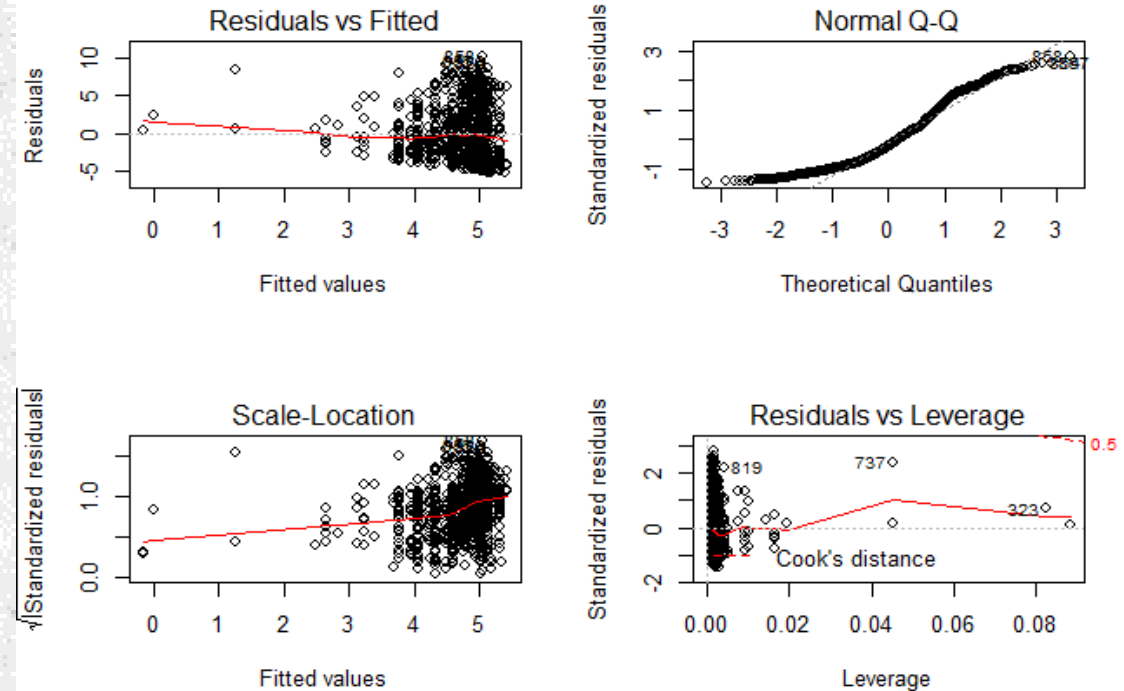 Residuals vs Fitted
Residuals
10
5
0
-5
0 1 2 3 4 5
Fitted values
Normal Q-Q
Standardized residuals
3
1
-1
858
-3 -2 -1 0 1 2 3
Theoretical Quantiles
Scale-Location
√|Standardized residuals|
1.0
0.0
0 1 2 3 4 5
Fitted values
Residuals vs Leverage
Standardized residuals
2
0
-2
819
737
323
0.5
Cook's distance
0.00 0.02 0.04 0.06 0.08
Leverage